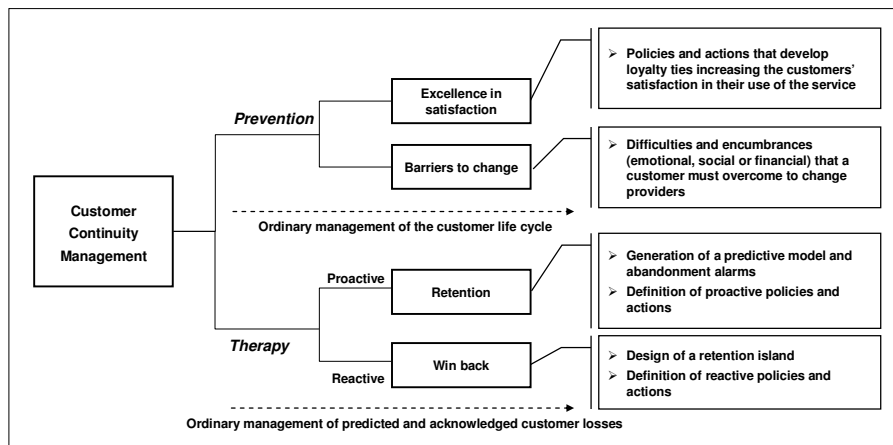 Customer
Continuity
Management
Prevention
Excellence in
satisfaction
➢ Policies and actions that develop
loyalty ties increasing the customers'
satisfaction in their use of the service
Barriers to change
➢ Difficulties and encumbrances
(emotional, social or financial) that a
customer must overcome to change
providers
Ordinary management of the customer life cycle
Therapy
Proactive
Retention
➢ Generation of a predictive model and
abandonment alarms
➢ Definition of proactive policies and
actions
Reactive
Win back
➢ Design of a retention island
➢ Definition of reactive policies and
actions
Ordinary management of predicted and acknowledged customer losses